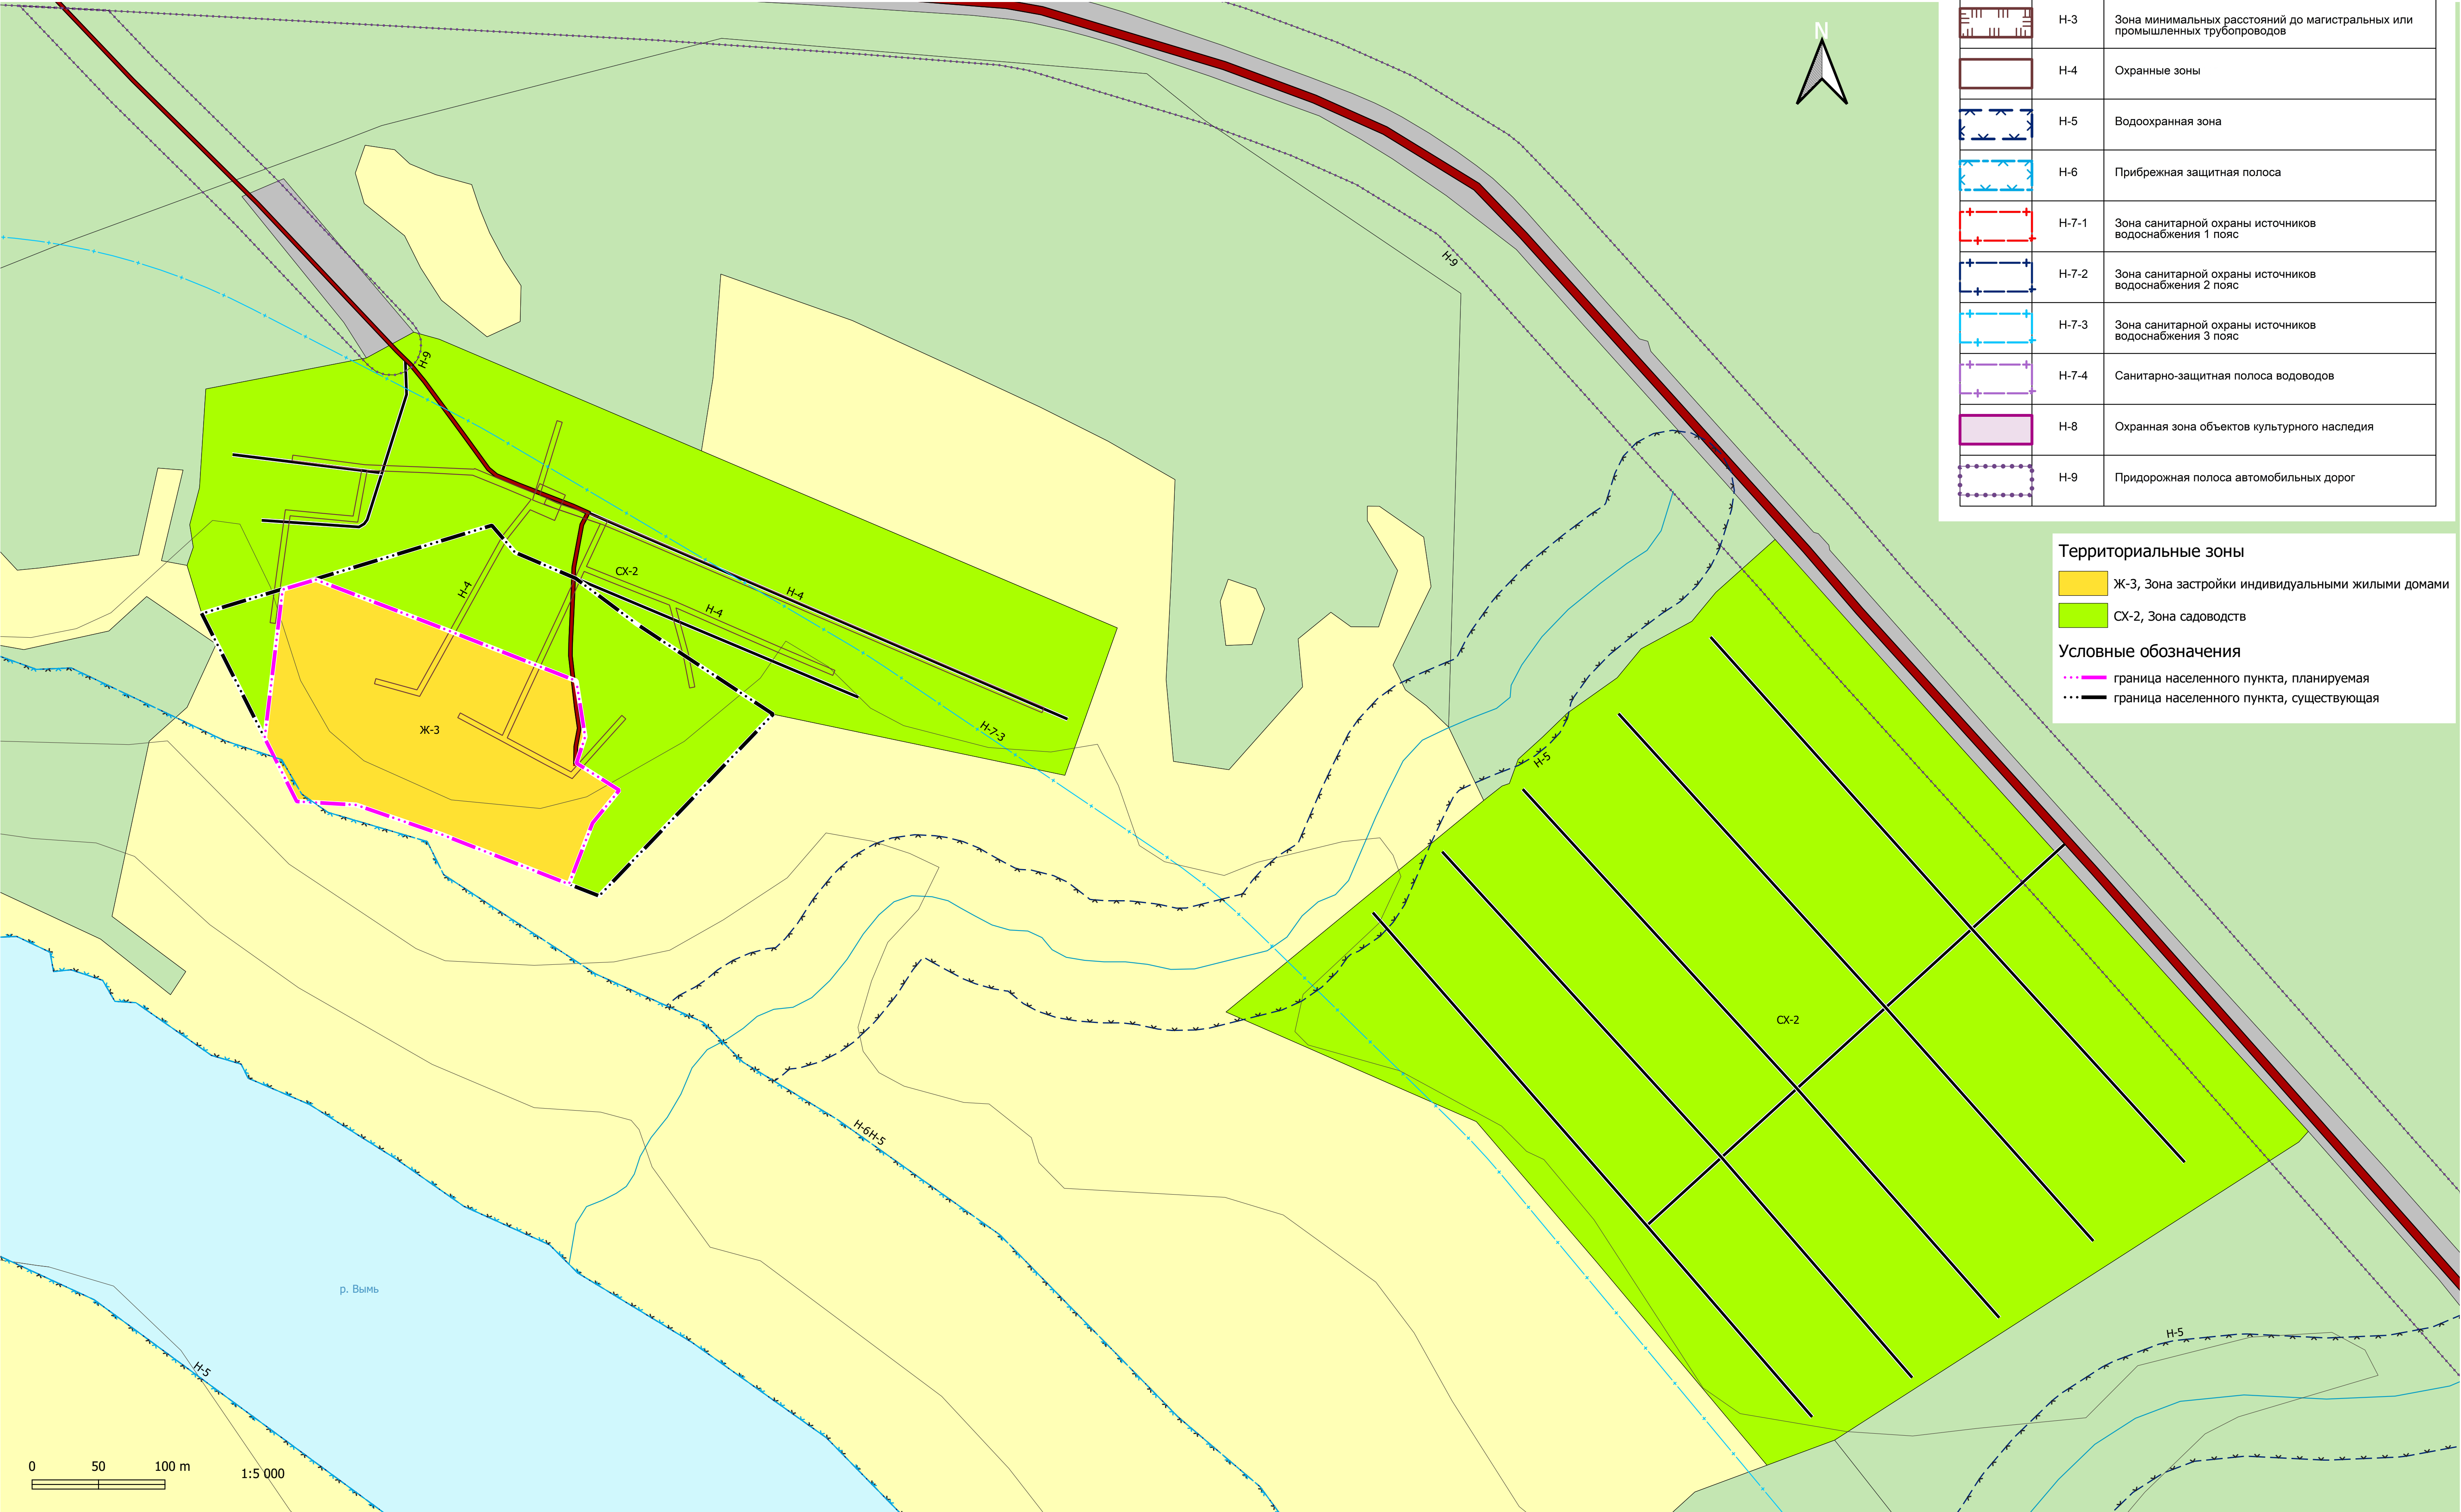 Н-3
Зона минимальных расстояний до магистральных или
промышленных трубопроводов
Н-4
Охранные зоны
Н-5
Водоохранная зона
Н-6
Прибрежная защитная полоса
Н-7-1
Зона санитарной охраны источников
водоснабжения 1 пояс
Н-7-2
Зона санитарной охраны источников
водоснабжения 2 пояс
Н-7-3
Зона санитарной охраны источников
водоснабжения 3 пояс
Н-7-4
Санитарно-защитная полоса водоводов
Н-8
Охранная зона объектов культурного наследия
Н-9
Придорожная полоса автомобильных дорог
Территориальные зоны
Ж-3, Зона застройки индивидуальными жилыми домами
СХ-2, Зона садоводств
Условные обозначения
граница населенного пункта, планируемая
граница населенного пункта, существующая
N
Н-9
Н-9
СХ-2
Н-4
Н-4
Н-4
Ж-3
Н-7-3
Н-5
СХ-2
Н-6
Н-5
р. Вымь
Н-5
Н-5
0 50 100 m
1:5 000